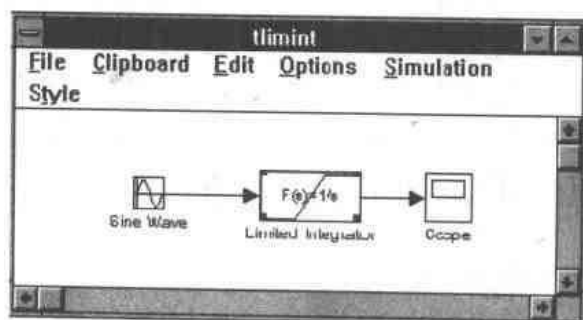 tlimint
File Clipboard Edit Options Simulation
Style
F(s)=1/s
Sine Wave
Limited Integrator
Scope